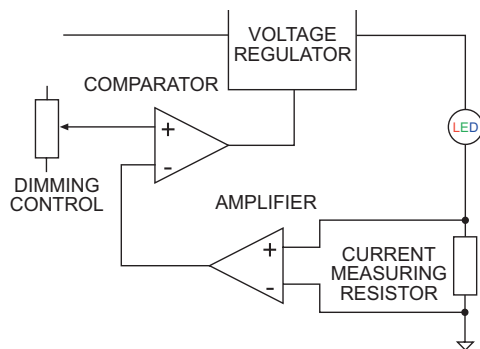 VOLTAGE
REGULATOR
COMPARATOR
+
-
LED
DIMMING
CONTROL
AMPLIFIER
+
-
CURRENT
MEASURING
RESISTOR